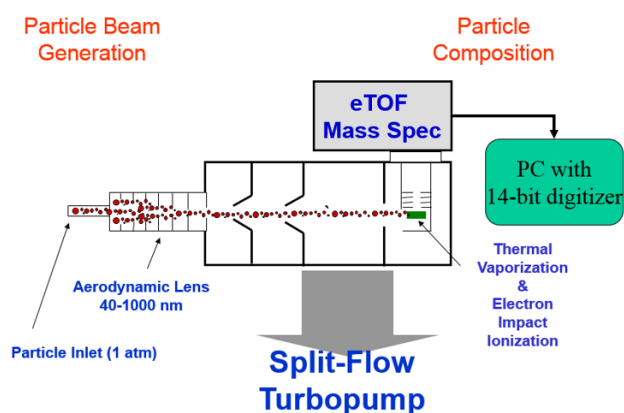 Particle Beam
Generation
Particle
Composition
eTOF
Mass Spec
PC with
14-bit digitizer
Aerodynamic Lens
40-1000 nm
Particle Inlet (1 atm)
Thermal
Vaporization
&
Electron
Impact
Ionization
Split-Flow
Turbopump